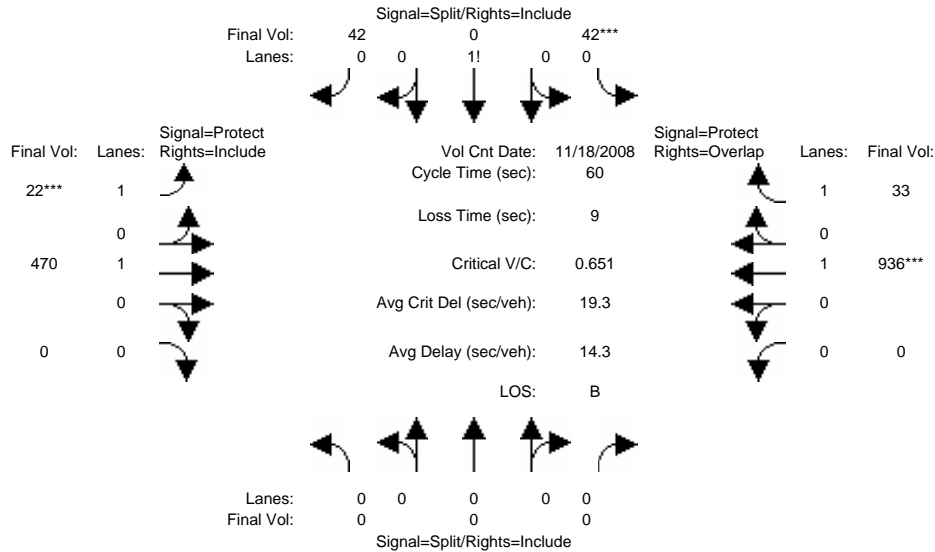 Signal=Split/Rights=Include
Final Vol: 42 0 42***
Lanes: 0 0 1! 0 0
Signal=Protect Signal=Protect
Final Vol: Lanes: Rights=Include Vol Cnt Date: 11/18/2008 Rights=Overlap Lanes: Final Vol:
Cycle Time (sec): 60
22*** 1 1 33
Loss Time (sec): 9
0 0
470 1 Critical V/C: 0.651 1 936***
0 Avg Crit Del (sec/veh): 19.3 0
0 0 Avg Delay (sec/veh): 14.3 0 0
LOS: B
Lanes: 0 0 0 0 0
Final Vol: 0 0 0
Signal=Split/Rights=Include